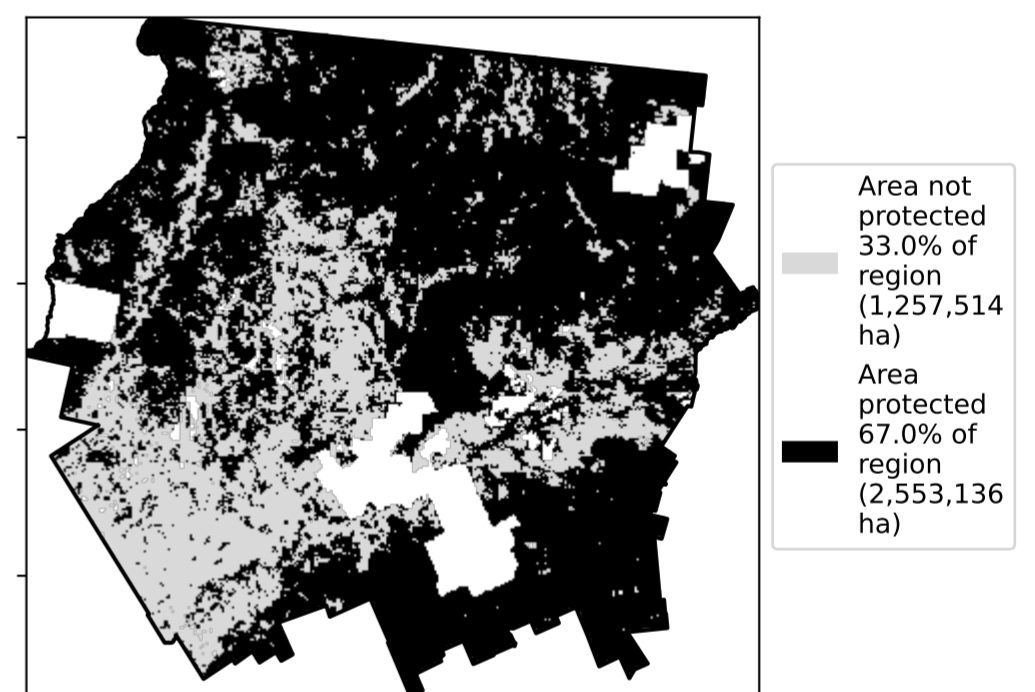 Area not
protected
33.0% of
region
(1,257,514
ha)
Area
protected
67.0% of
region
(2,553,136
ha)